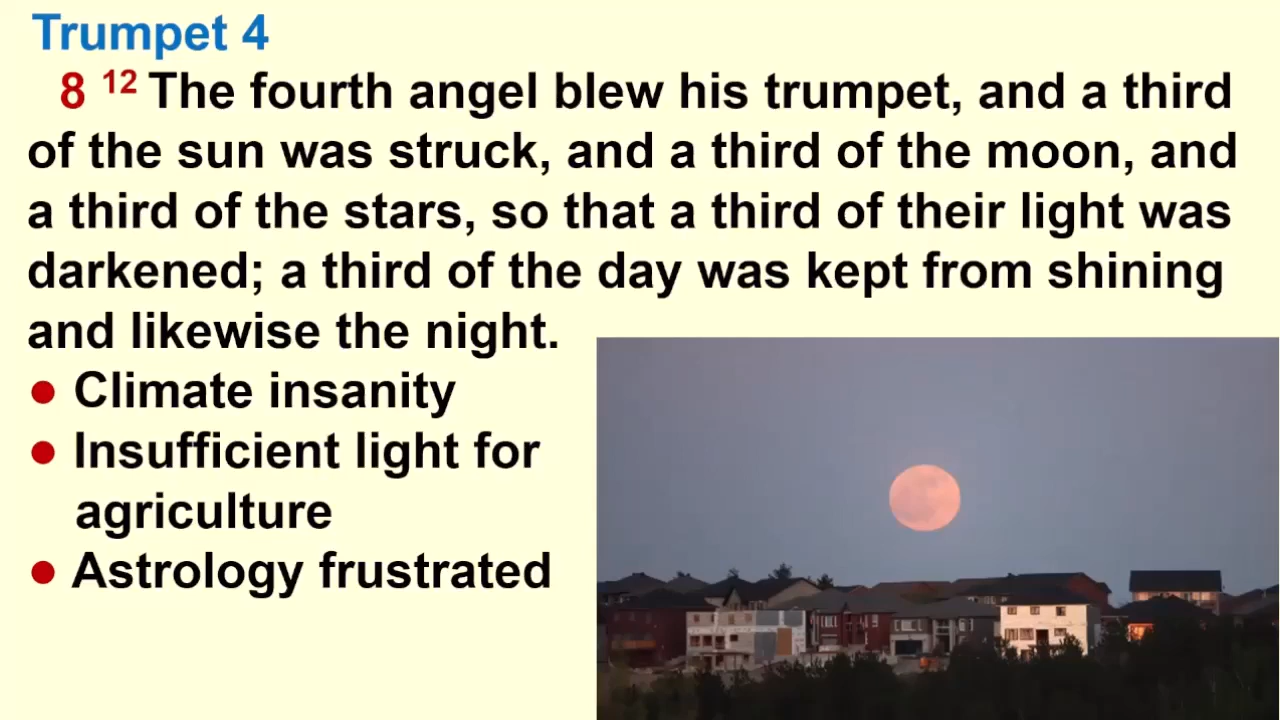 Trumpet 4
8 12 The fourth angel blew his trumpet, and a third
of the sun was struck, and a third of the moon, and
a third of the stars, so that a third of their light was
darkened; a third of the day was kept from shining
and likewise the night.
● Climate insanity
● Insufficient light for
agriculture
● Astrology frustrated